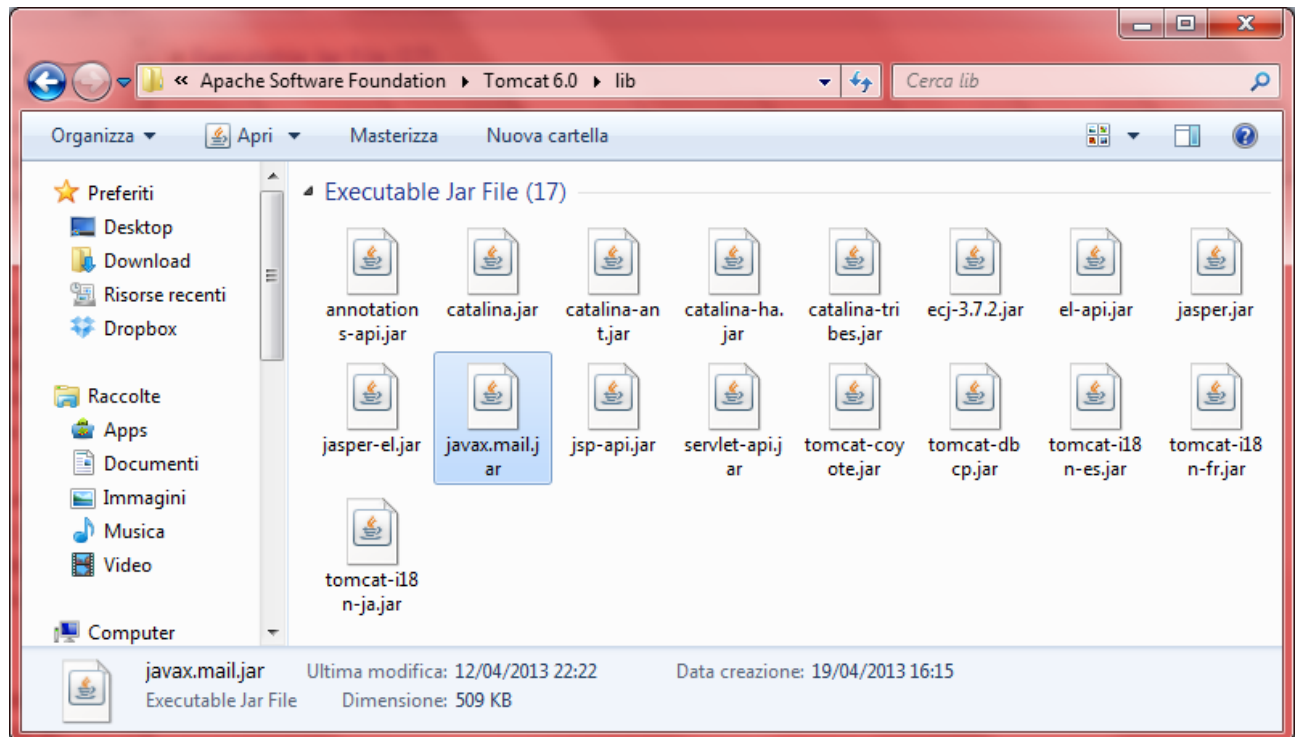 « Apache Software Foundation ▸ Tomcat 6.0 ▸ lib
Cerca lib
Organizza
Apri
Masterizza
Nuova cartella
Preferiti
Desktop
Download
Risorse recenti
Dropbox
Raccolte
Apps
Documenti
Immagini
Musica
Video
Computer
Executable Jar File (17)
annotation
s-api.jar
catalina.jar
catalina-an
t.jar
catalina-ha.
jar
catalina-tri
bes.jar
ecj-3.7.2.jar
el-api.jar
jasper.jar
jasper-el.jar
javax.mail.j
ar
jsp-api.jar
servlet-api.j
ar
tomcat-coy
ote.jar
tomcat-db
cp.jar
tomcat-i18
n-es.jar
tomcat-i18
n-fr.jar
tomcat-i18
n-ja.jar
javax.mail.jar
Executable Jar File
Ultima modifica: 12/04/2013 22:22
Dimensione: 509 KB
Data creazione: 19/04/2013 16:15